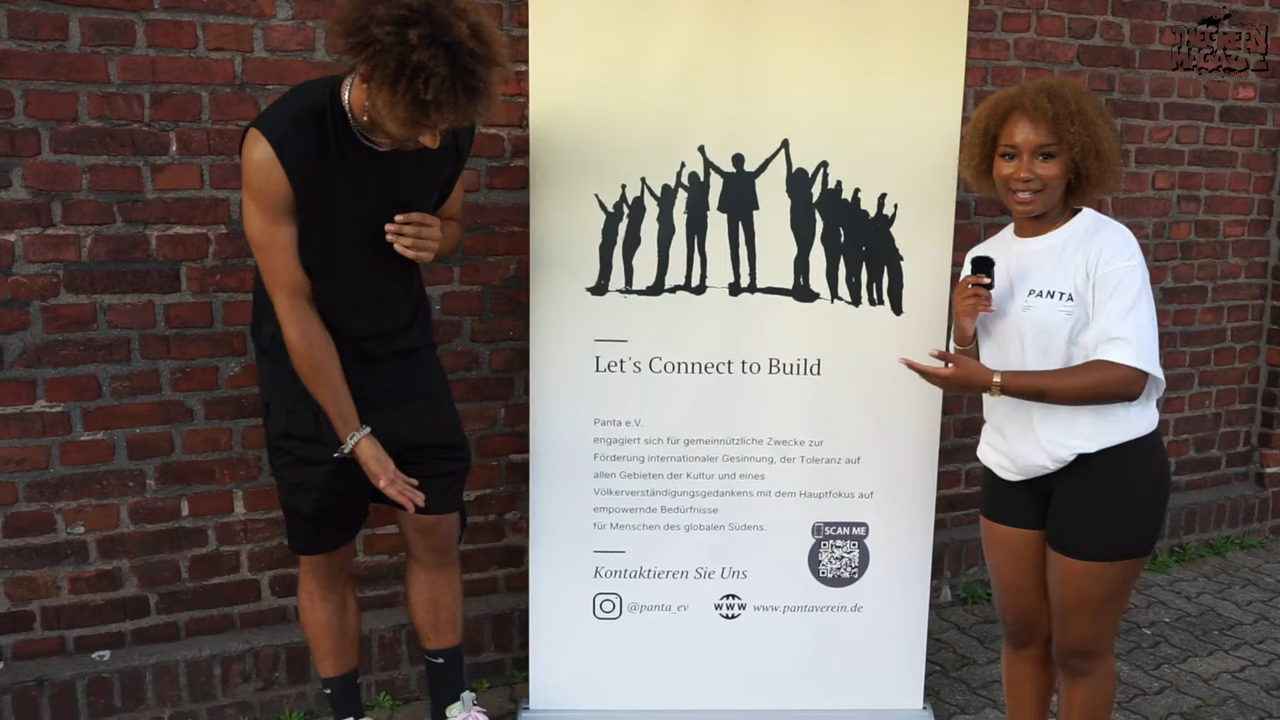 THEGREEN
MAGAZINE
PANTA
Let's Connect to Build
Panta e.V.
engagiert sich für gemeinnützliche Zwecke zur
Förderung internationaler Gesinnung, der Toleranz auf
allen Gebieten der Kultur und eines
Völkerverständigungsgedankens mit dem Hauptfokus auf
empowernde Bedürfnisse
für Menschen des globalen Südens.
SCAN ME
Kontaktieren Sie Uns
@panta_ev
WWW www.pantaverein.de